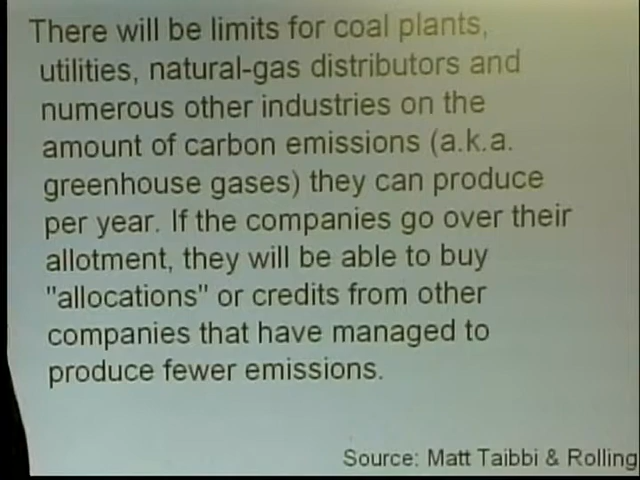 There will be limits for coal plants,
utilities, natural-gas distributors and
numerous other industries on the
amount of carbon emissions (a.k.a.
greenhouse gases) they can produce
per year. If the companies go over their
allotment, they will be able to buy
"allocations" or credits from other
companies that have managed to
produce fewer emissions.
Source: Matt Taibbi & Rolling